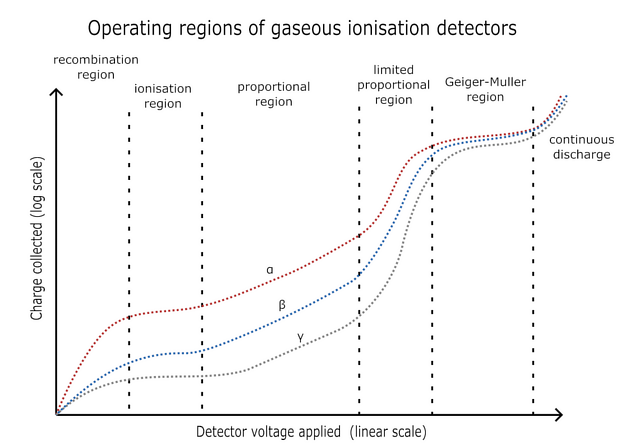 Operating regions of gaseous ionisation detectors
recombination
region
ionisation
region
proportional
region
limited
proportional
region
Geiger-Muller
region
continuous
discharge
Charge collected (log scale)
α
β
γ
Detector voltage applied (linear scale)